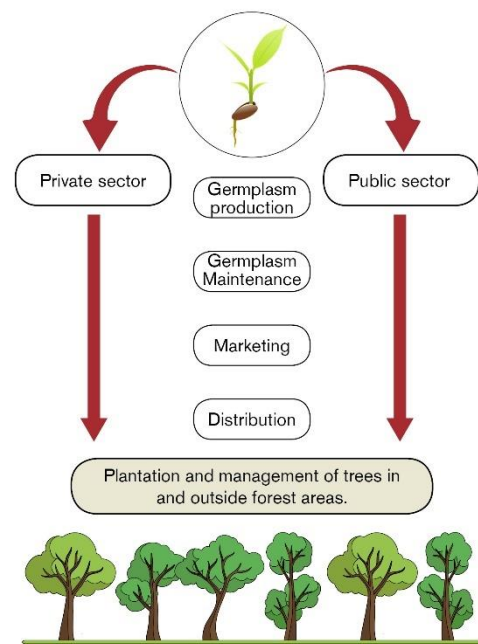 Private sector
Public sector
Germplasm
production
Germplasm
Maintenance
Marketing
Distribution
Plantation and management of trees in
and outside forest areas.